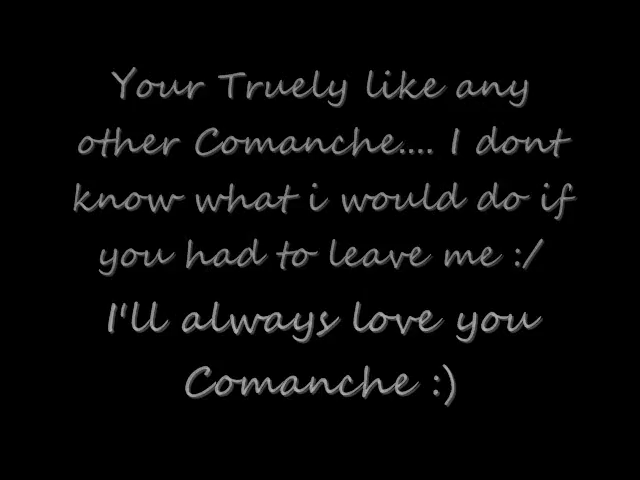 Your Truely like any
other Comanche.... I dont
know what i would do if
you had to leave me :/
I'll always love you
Comanche :)